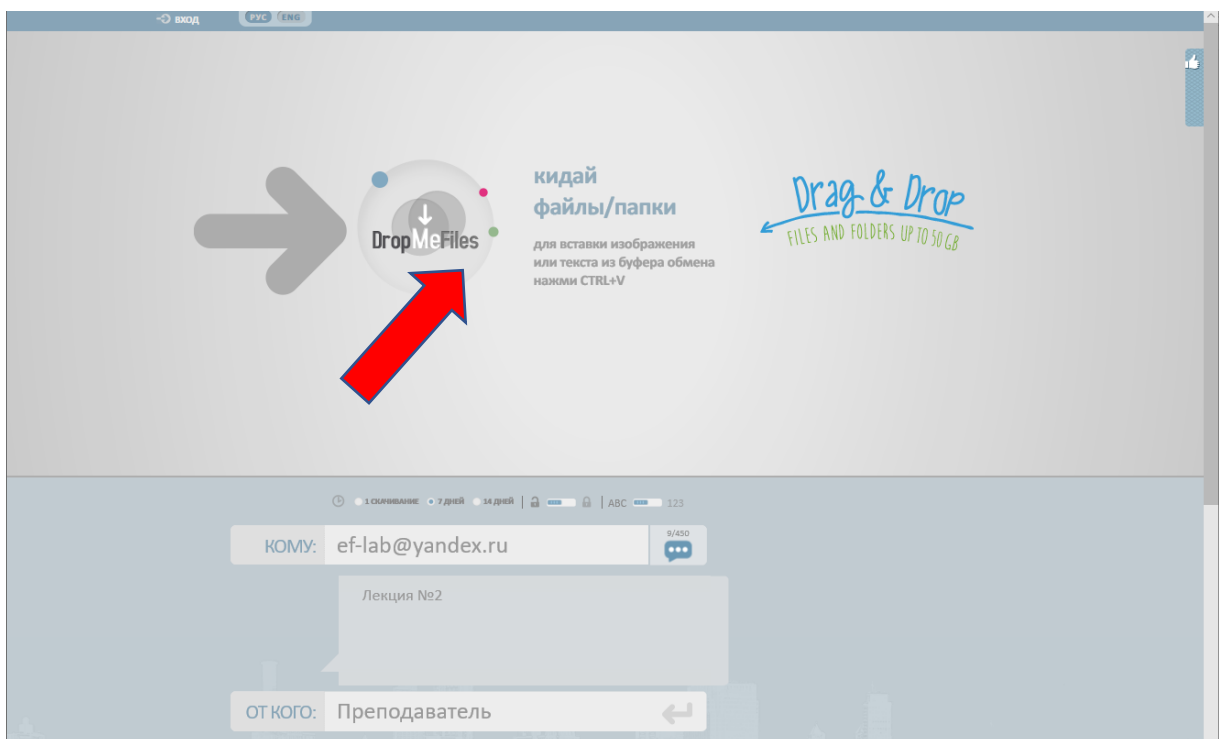 вход
РУС ENG
кидай
файлы/папки
для вставки изображения
или текста из буфера обмена
нажми CTRL+V
DropMeFiles
Drag & Drop
FILES AND FOLDERS UP TO 50 GB
1 СКАЧИВАНИЕ 7 ДНЕЙ 14 ДНЕЙ ABC 123
КОМУ: ef-lab@yandex.ru 9/450
Лекция №2
ОТ КОГО: Преподаватель